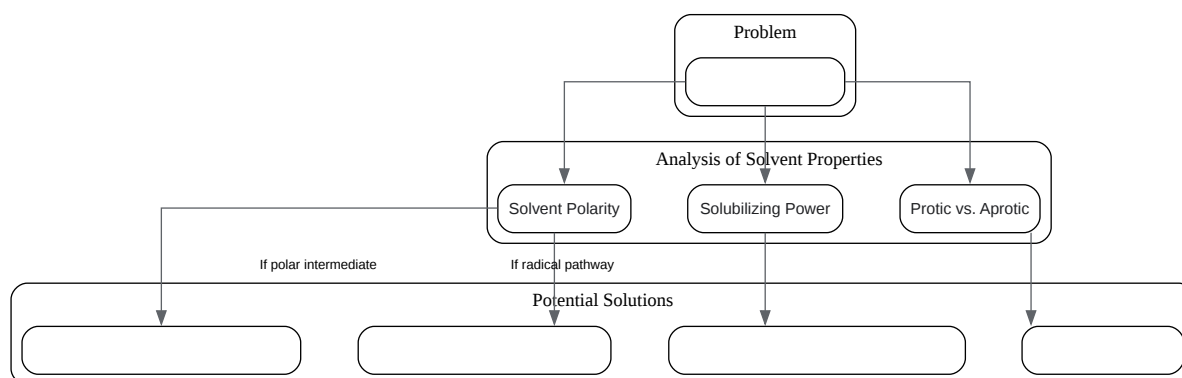 Problem
Analysis of Solvent Properties
Solvent Polarity
Solubilizing Power
Protic vs. Aprotic
If polar intermediate
If radical pathway
Potential Solutions